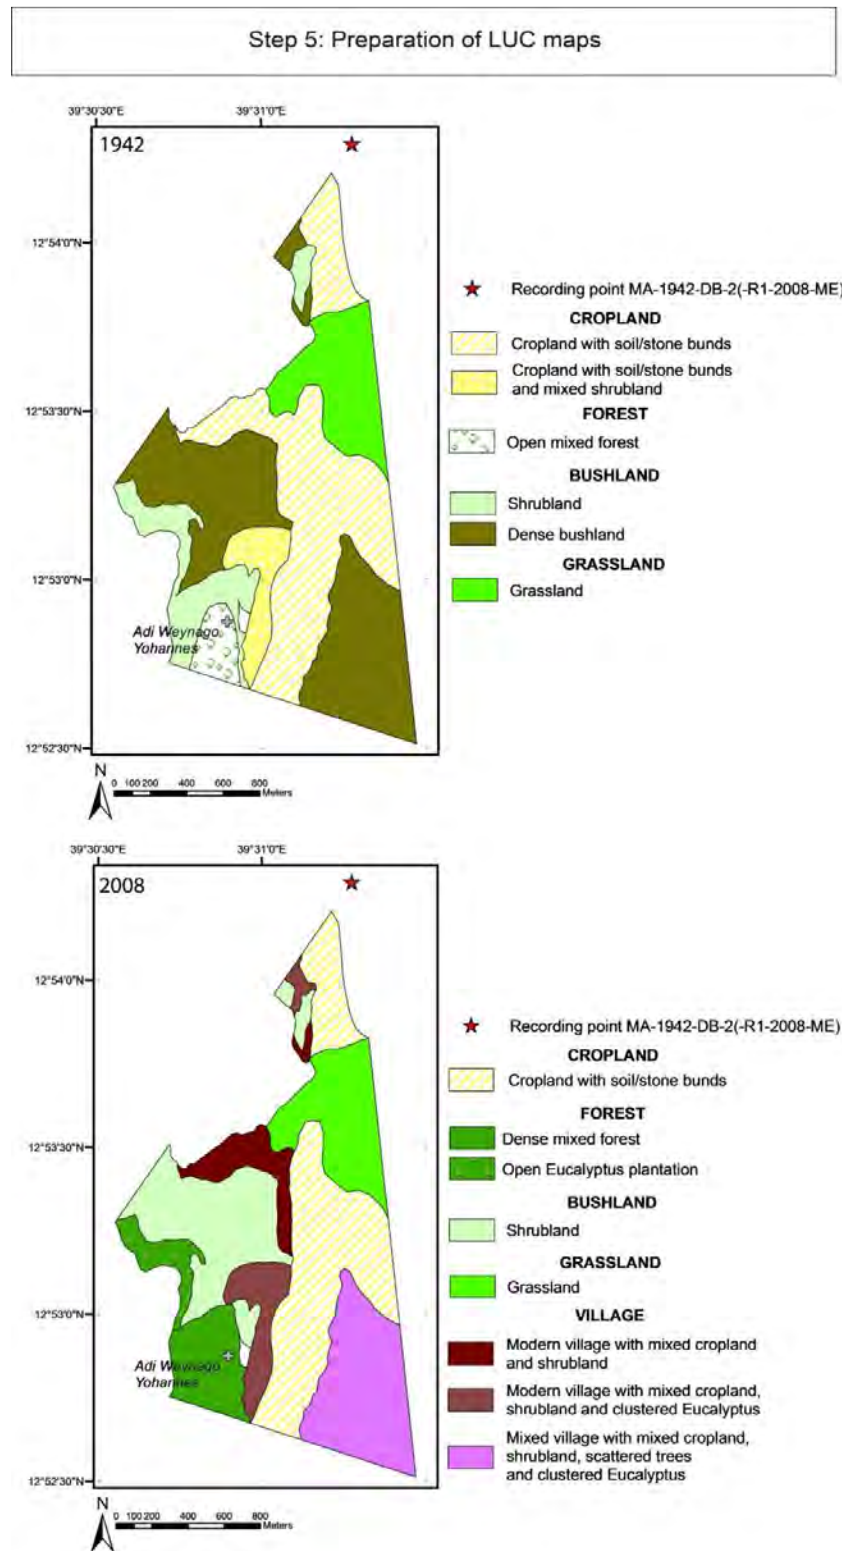 Step 5: Preparation of LUC maps
39°30'30"E
39°31'0"E
1942
12°54'0"N
12°53'30"N
12°53'0"N
12°52'30"N
Adi Weynago
Yohannes
N
0 100 200 400 600 800
Meters
Recording point MA-1942-DB-2(-R1-2008-ME)
CROPLAND
Cropland with soil/stone bunds
Cropland with soil/stone bunds
and mixed shrubland
FOREST
Open mixed forest
BUSHLAND
Shrubland
Dense bushland
GRASSLAND
Grassland
39°30'30"E
39°31'0"E
2008
12°54'0"N
12°53'30"N
12°53'0"N
12°52'30"N
Adi Weynago
Yohannes
N
0 100 200 400 600 800
Meters
Recording point MA-1942-DB-2(-R1-2008-ME)
CROPLAND
Cropland with soil/stone bunds
FOREST
Dense mixed forest
Open Eucalyptus plantation
BUSHLAND
Shrubland
GRASSLAND
Grassland
VILLAGE
Modern village with mixed cropland
and shrubland
Modern village with mixed cropland,
shrubland and clustered Eucalyptus
Mixed village with mixed cropland,
shrubland, scattered trees
and clustered Eucalyptus